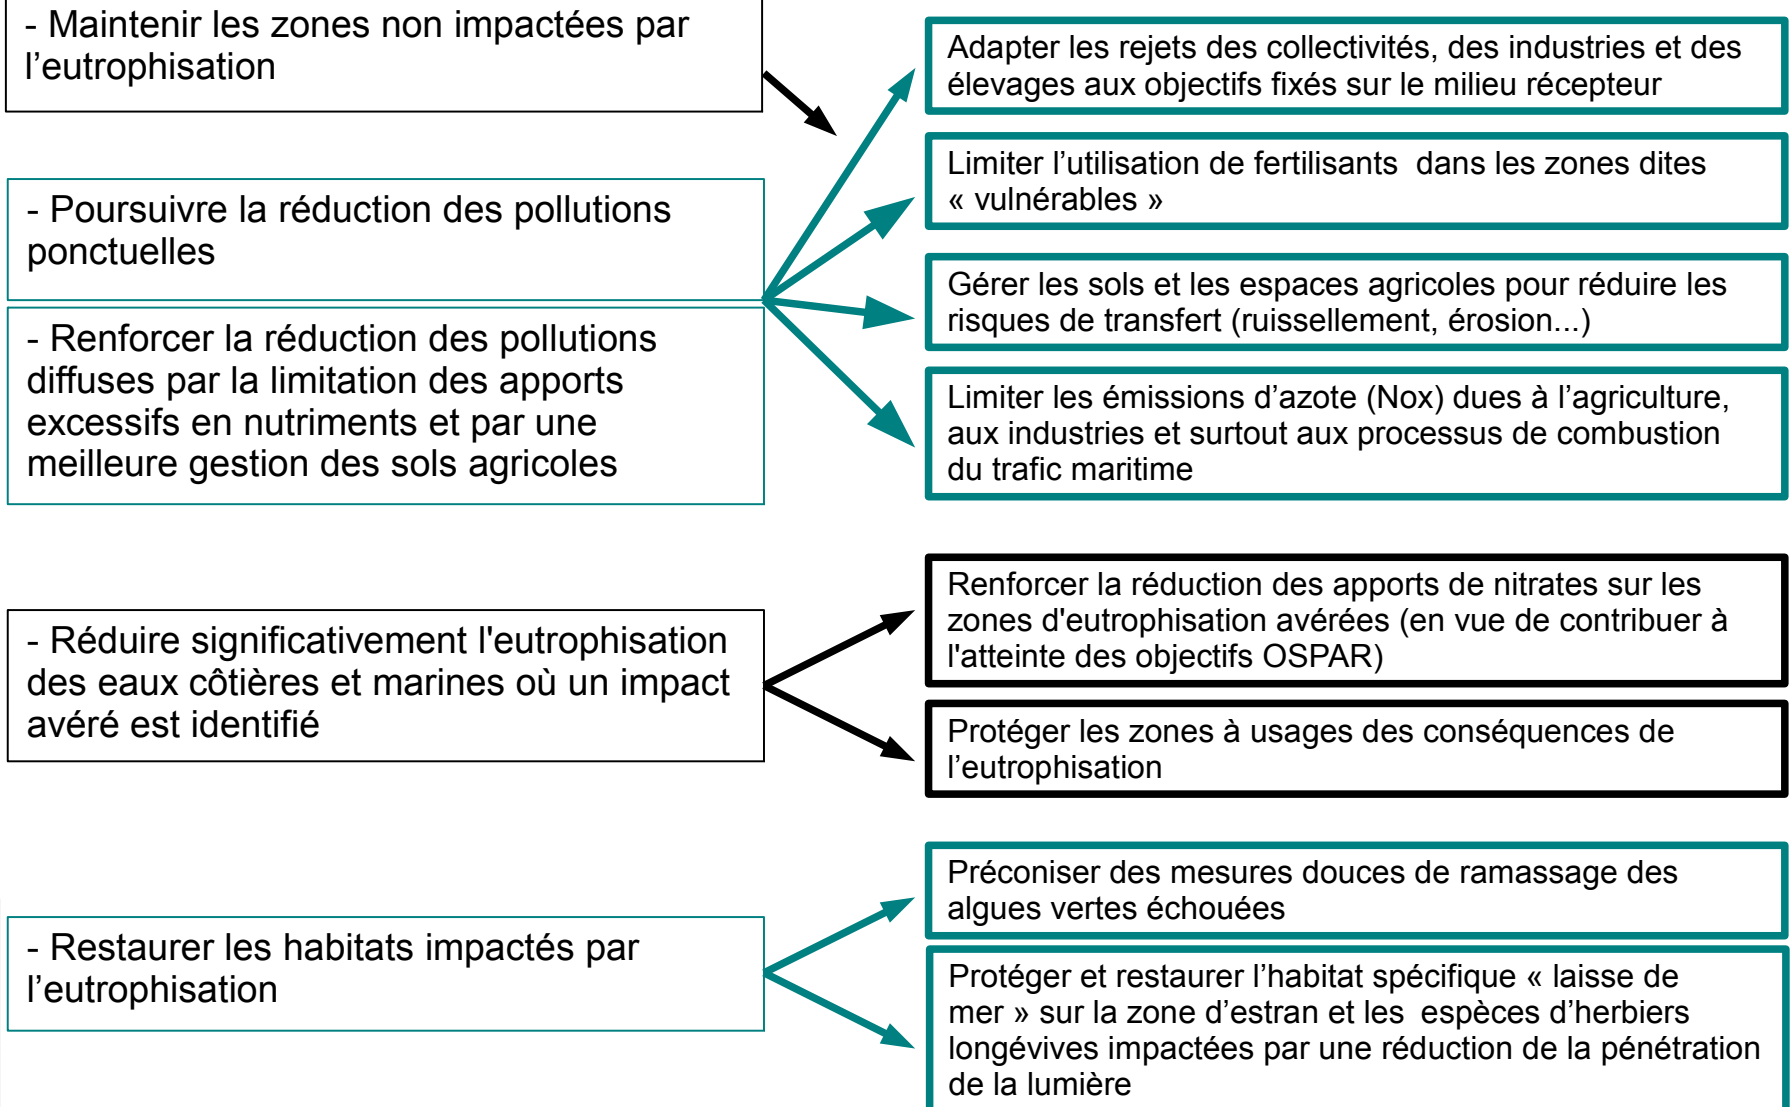 - Maintenir les zones non impactées par
l’eutrophisation
- Poursuivre la réduction des pollutions
ponctuelles
- Renforcer la réduction des pollutions
diffuses par la limitation des apports
excessifs en nutriments et par une
meilleure gestion des sols agricoles
- Réduire significativement l'eutrophisation
des eaux côtières et marines où un impact
avéré est identifié
- Restaurer les habitats impactés par
l’eutrophisation
Adapter les rejets des collectivités, des industries et des
élevages aux objectifs fixés sur le milieu récepteur
Limiter l’utilisation de fertilisants  dans les zones dites
« vulnérables »
Gérer les sols et les espaces agricoles pour réduire les
risques de transfert (ruissellement, érosion...)
Limiter les émissions d’azote (Nox) dues à l’agriculture,
aux industries et surtout aux processus de combustion
du trafic maritime
Renforcer la réduction des apports de nitrates sur les
zones d'eutrophisation avérées (en vue de contribuer à
l'atteinte des objectifs OSPAR)
Protéger les zones à usages des conséquences de
l’eutrophisation
Préconiser des mesures douces de ramassage des
algues vertes échouées
Protéger et restaurer l’habitat spécifique « laisse de
mer » sur la zone d’estran et les  espèces d’herbiers
longévives impactées par une réduction de la pénétration
de la lumière